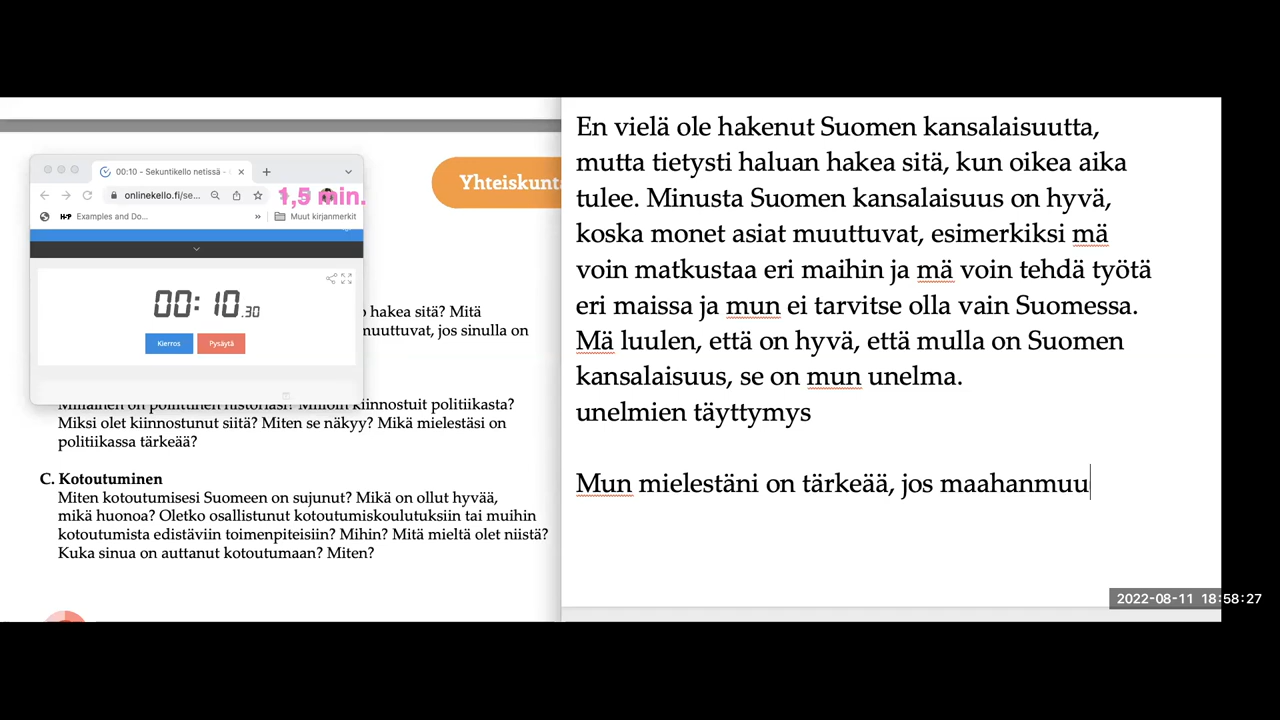 Yhteiskunta
00:10 - Sekuntikello netissä -
onlinekello.fi/se...
1,5 min.
H+P Examples and Do...
» Muut kirjanmerkit
00:10.30
Kierros Pysäytä
hakea sitä? Mitä
muuttuvat, jos sinulla on
Millainen on poliittinen historiasi? Milloin kiinnostuit politiikasta?
Miksi olet kiinnostunut siitä? Miten se näkyy? Mikä mielestäsi on
politiikassa tärkeää?
C. Kotoutuminen
Miten kotoutumisesi Suomeen on sujunut? Mikä on ollut hyvää,
mikä huonoa? Oletko osallistunut kotoutumiskoulutuksiin tai muihin
kotoutumista edistäviin toimenpiteisiin? Mihin? Mitä mieltä olet niistä?
Kuka sinua on auttanut kotoutumaan? Miten?
En vielä ole hakenut Suomen kansalaisuutta,
mutta tietysti haluan hakea sitä, kun oikea aika
tulee. Minusta Suomen kansalaisuus on hyvä,
koska monet asiat muuttuvat, esimerkiksi mä
voin matkustaa eri maihin ja mä voin tehdä työtä
eri maissa ja mun ei tarvitse olla vain Suomessa.
Mä luulen, että on hyvä, että mulla on Suomen
kansalaisuus, se on mun unelma.
unelmien täyttymys
Mun mielestäni on tärkeää, jos maahanmuu
2022-08-11 18:58:27